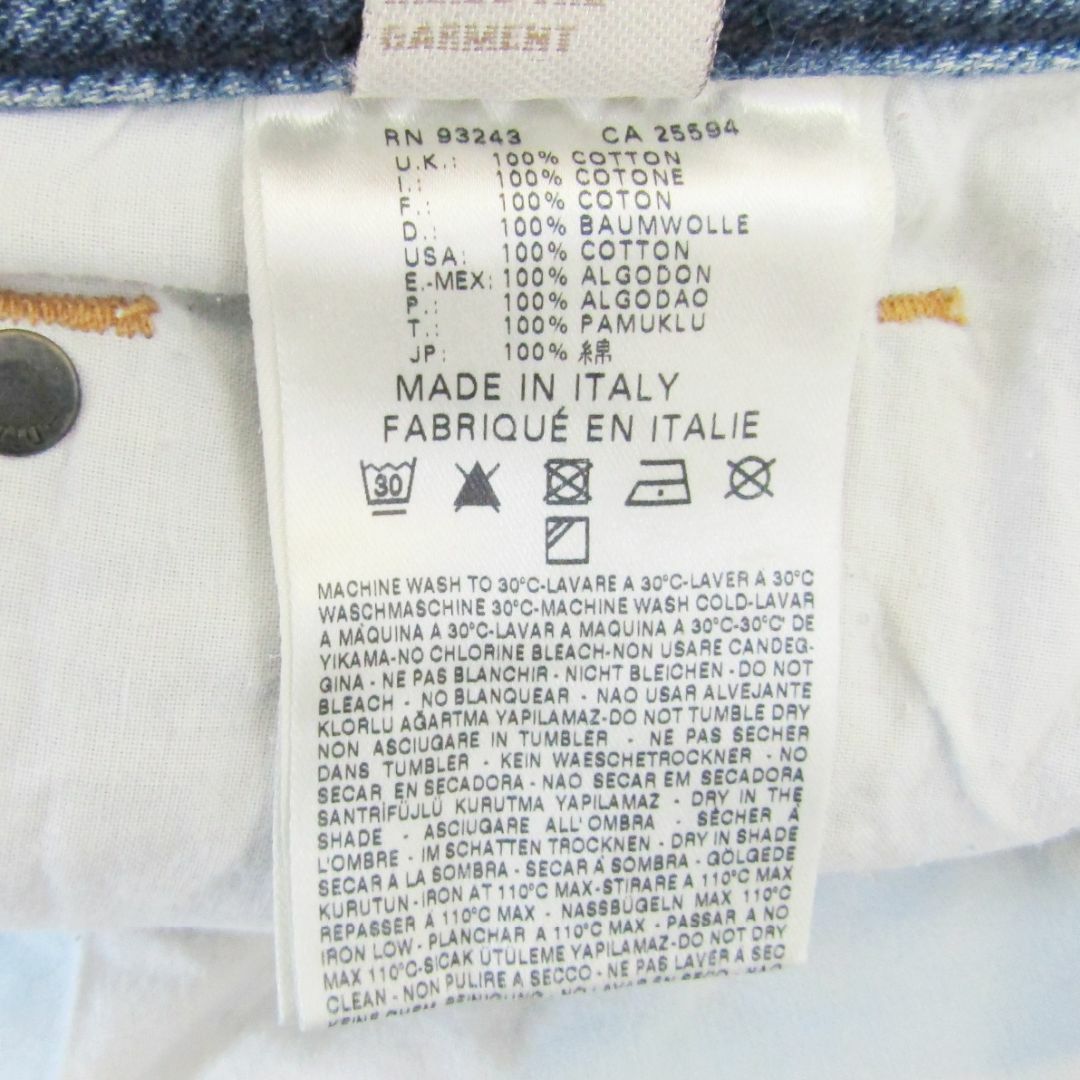 GARMENT
RN 93243 CA 25594
U.K.: 100% COTTON
I.: 100% COTONE
F.: 100% COTON
D.: 100% BAUMWOLLE
USA: 100% COTTON
E.-MEX: 100% ALGODON
P.: 100% ALGODAO
T.: 100% PAMUKLU
JP: 100% 綿
MADE IN ITALY
FABRIQUÉ EN ITALIE
30
MACHINE WASH TO 30°C-LAVARE A 30°C-LAVER A 30°C
WASCHMASCHINE 30°C-MACHINE WASH COLD-LAVAR
A MÁQUINA A 30°C-LAVAR A MAQUINA A 30°C-30°C' DE
YIKAMA-NO CHLORINE BLEACH-NON USARE CANDEG-
GINA - NE PAS BLANCHIR - NICHT BLEICHEN - DO NOT
BLEACH - NO BLANQUEAR - NAO USAR ALVEJANTE
KLORLU AĞARTMA YAPILAMAZ-DO NOT TUMBLE DRY
NON ASCIUGARE IN TUMBLER - NE PAS SECHER
DANS TUMBLER - KEIN WAESCHETROCKNER - NO
SECAR EN SECADORA - NAO SECAR EM SECADORA
SANTRİFÜJLÜ KURUTMA YAPILAMAZ - DRY IN THE
SHADE - ASCIUGARE ALL'OMBRA - SÉCHER À
L'OMBRE - IM SCHATTEN TROCKNEN - DRY IN SHADE
SECAR A LA SOMBRA - SECAR À SOMBRA - GÖLGEDE
KURUTUN - IRON AT 110°C MAX-STIRARE A 110°C MAX
REPASSER A 110°C MAX - NASSBÜGELN MAX 110°C
IRON LOW - PLANCHAR A 110°C MAX - PASSAR A NO
MAX 110°C-SICAK ÜTÜLEME YAPILAMAZ-DO NOT DRY
CLEAN - NON PULIRE A SECCO - NE PAS LAVER A SEC